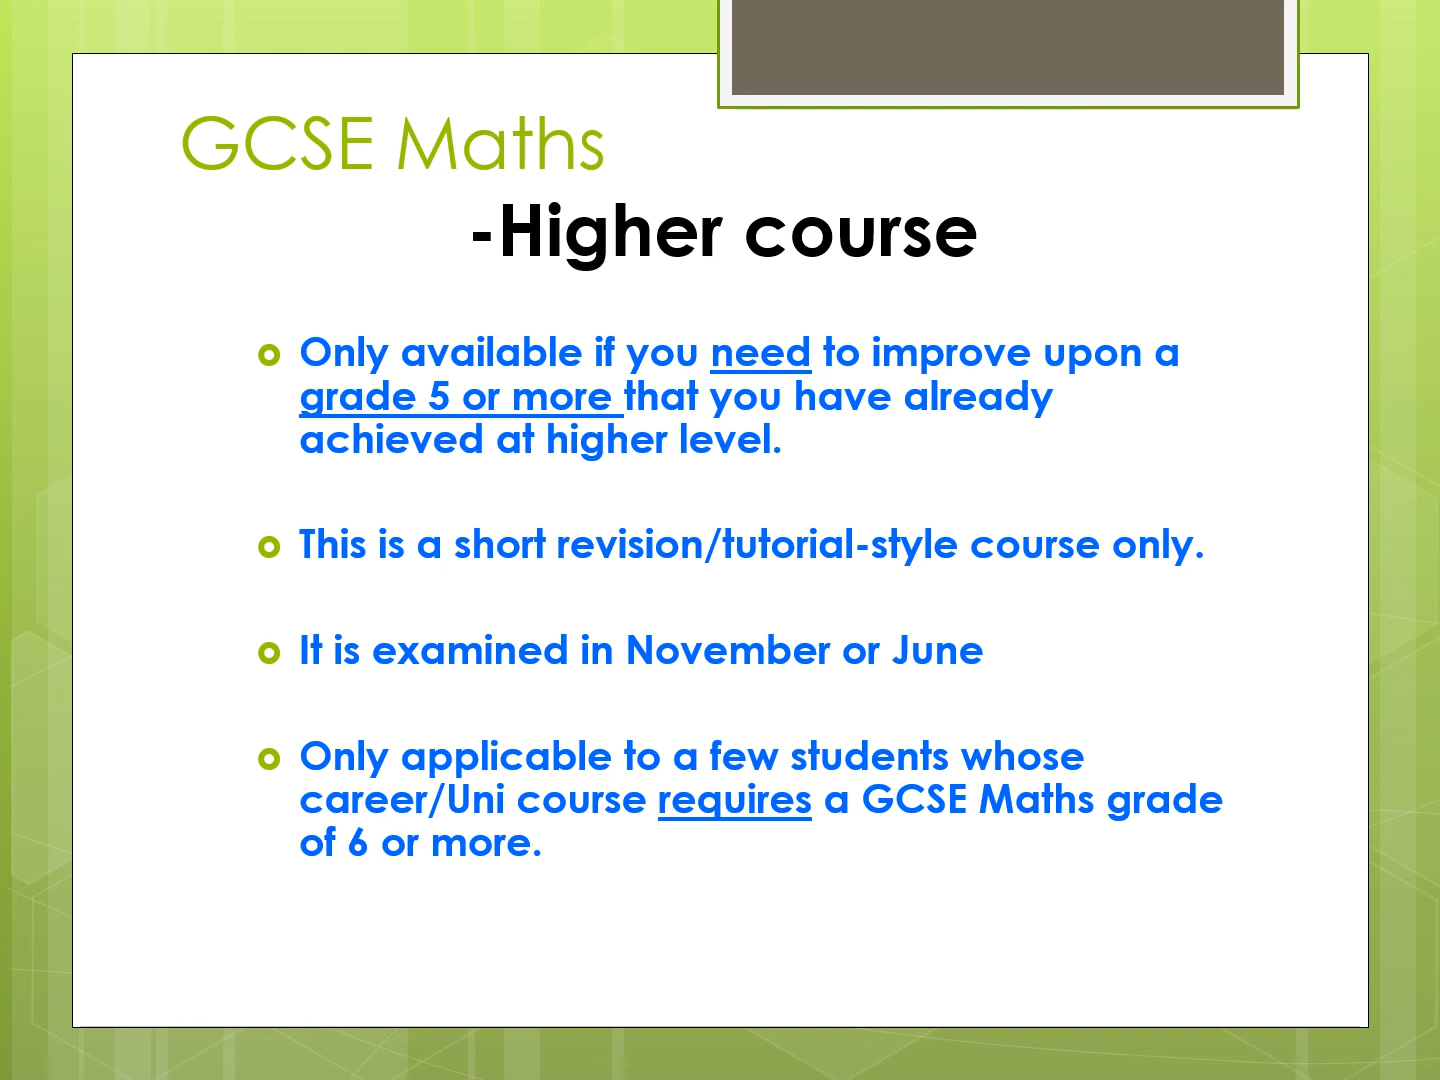 GCSE Maths
-Higher course
Only available if you need to improve upon a
grade 5 or more that you have already
achieved at higher level.
This is a short revision/tutorial-style course only.
It is examined in November or June
Only applicable to a few students whose
career/Uni course requires a GCSE Maths grade
of 6 or more.